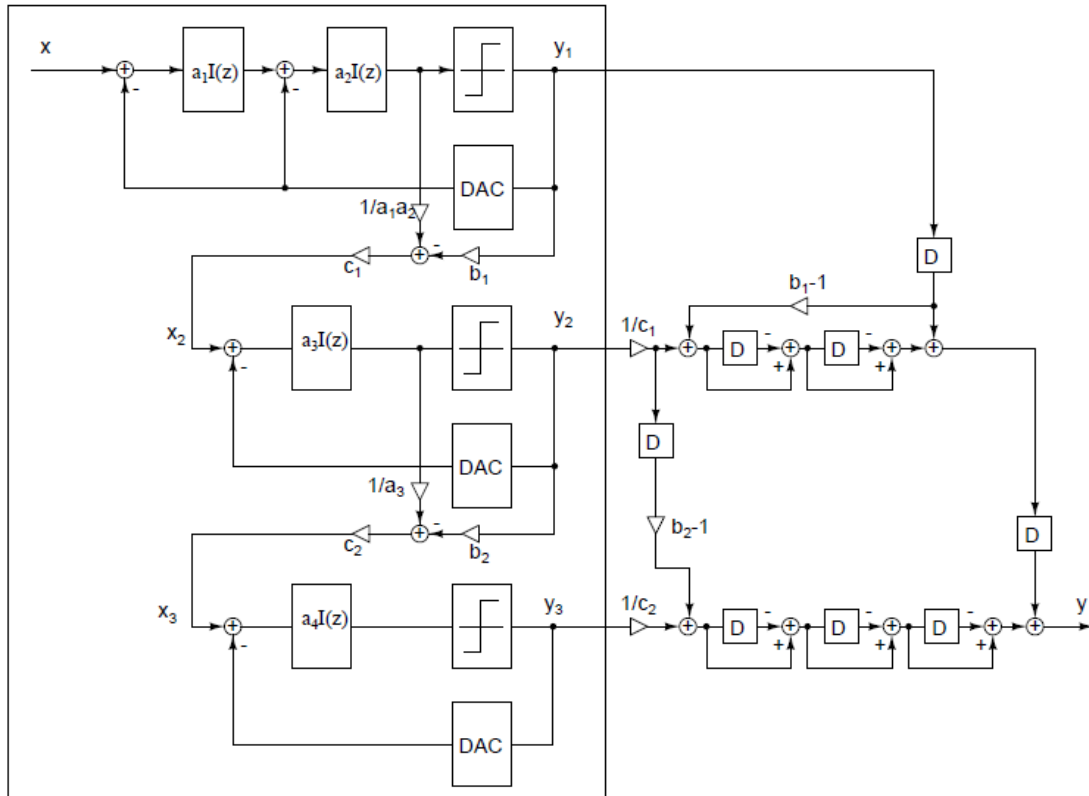 x
a₁I(z)
a₂I(z)
y₁
-
-
DAC
1/a₁a₂
-
c₁
b₁
D
b₁-1
x₂
a₃I(z)
y₂
1/c₁
D
-
D
-
+
+
-
D
DAC
1/a₃
-
c₂
b₂
b₂-1
D
x₃
a₄I(z)
y₃
1/c₂
D
-
D
-
D
-
y
+
+
+
-
DAC